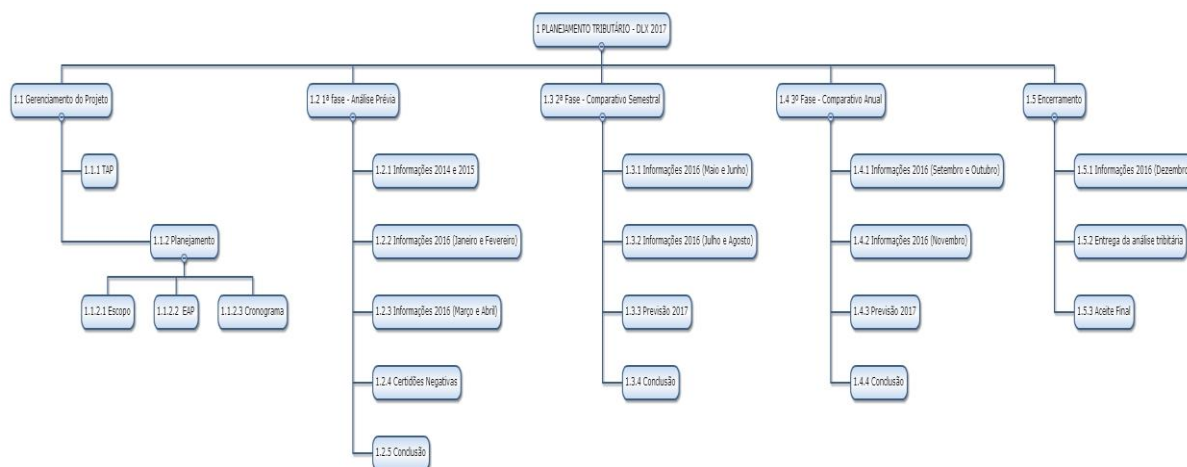 1 PLANEJAMENTO TRIBUTÁRIO - DLX 2017
1.1 Gerenciamento do Projeto
1.2 1ª fase - Análise Prévia
1.3 2ª Fase - Comparativo Semestral
1.4 3º Fase - Comparativo Anual
1.5 Encerramento
1.1.1 TAP
1.2.1 Informações 2014 e 2015
1.3.1 Informações 2016 (Maio e Junho)
1.4.1 Informações 2016 (Setembro e Outubro)
1.5.1 Informações 2016 (Dezembro
1.1.2 Planejamento
1.2.2 Informações 2016 (Janeiro e Fevereiro)
1.3.2 Informações 2016 (Julho e Agosto)
1.4.2 Informações 2016 (Novembro)
1.5.2 Entrega da análise tribitária
1.1.2.1 Escopo
1.1.2.2 EAP
1.1.2.3 Cronograma
1.2.3 Informações 2016 (Março e Abril)
1.3.3 Previsão 2017
1.4.3 Previsão 2017
1.5.3 Aceite Final
1.2.4 Certidões Negativas
1.3.4 Conclusão
1.4.4 Conclusão
1.2.5 Conclusão